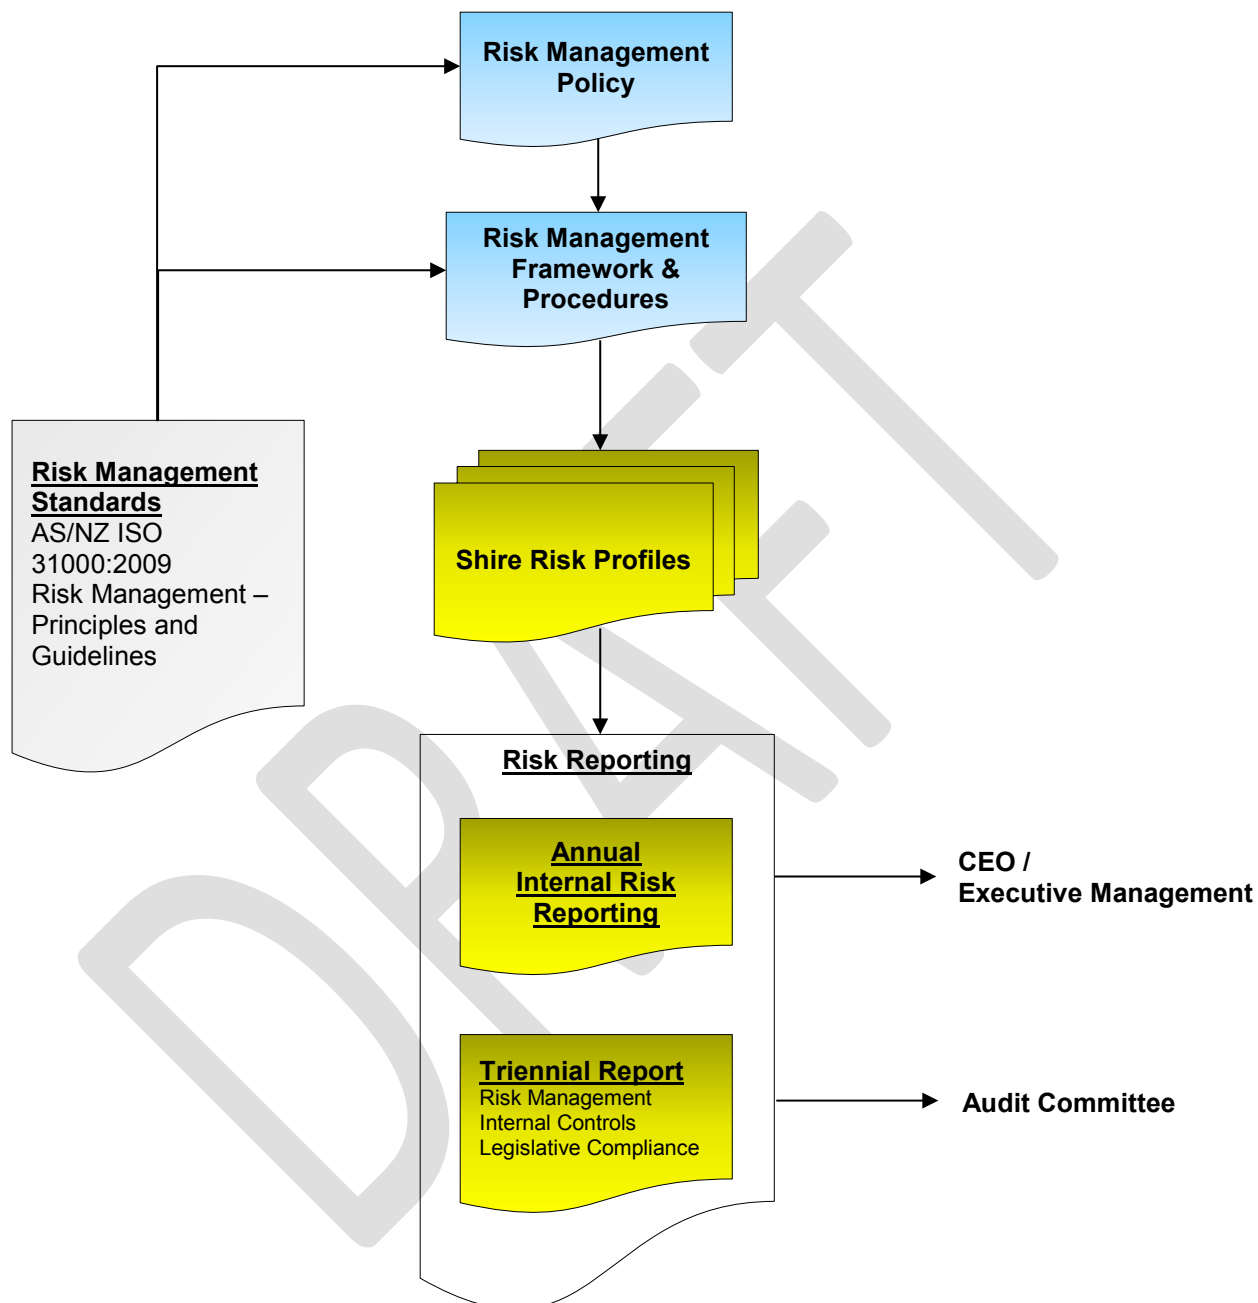 Risk Management
Policy
Risk Management
Framework &
Procedures
Risk Management
Standards
AS/NZ ISO
31000:2009
Risk Management –
Principles and
Guidelines
Shire Risk Profiles
Risk Reporting
Annual
Internal Risk
Reporting
CEO /
Executive Management
Triennial Report
Risk Management
Internal Controls
Legislative Compliance
Audit Committee
DRAFT